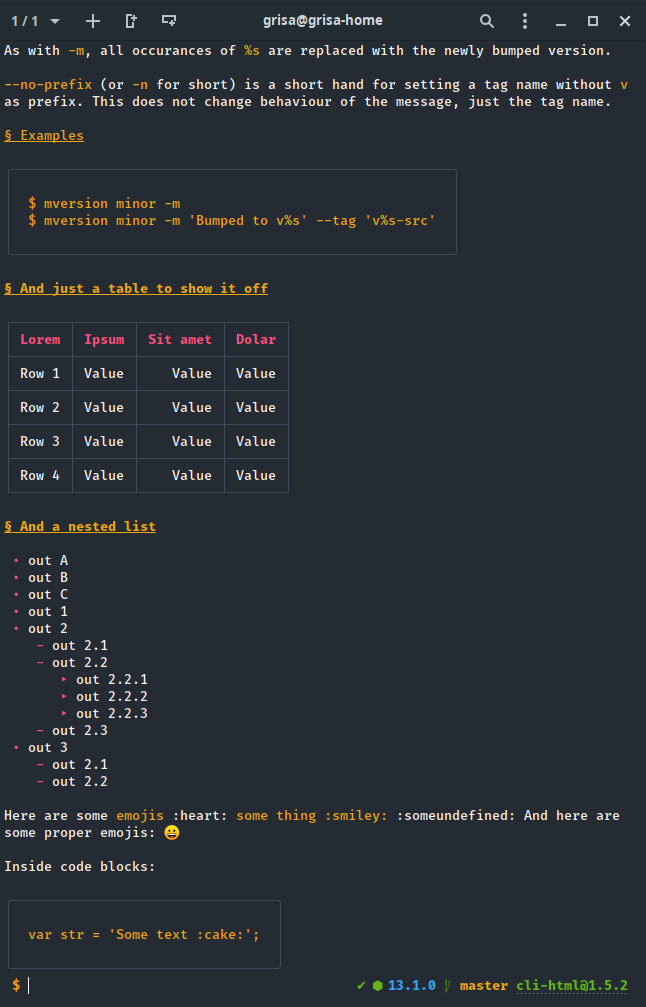 1 / 1 grisa@grisa-home
As with -m, all occurances of %s are replaced with the newly bumped version.
--no-prefix (or -n for short) is a short hand for setting a tag name without v
as prefix. This does not change behaviour of the message, just the tag name.
§ Examples
$ mversion minor -m
$ mversion minor -m 'Bumped to v%s' --tag 'v%s-src'
§ And just a table to show it off
Lorem Ipsum Sit amet Dolar
Row 1 Value Value Value
Row 2 Value Value Value
Row 3 Value Value Value
Row 4 Value Value Value
§ And a nested list
• out A
• out B
• out C
• out 1
• out 2
- out 2.1
- out 2.2
‣ out 2.2.1
‣ out 2.2.2
‣ out 2.2.3
- out 2.3
• out 3
- out 2.1
- out 2.2
Here are some emojis :heart: some thing :smiley: :someundefined: And here are
some proper emojis: 😀
Inside code blocks:
var str = 'Some text :cake:';
$ ✔ ⬢ 13.1.0 master cli-html@1.5.2